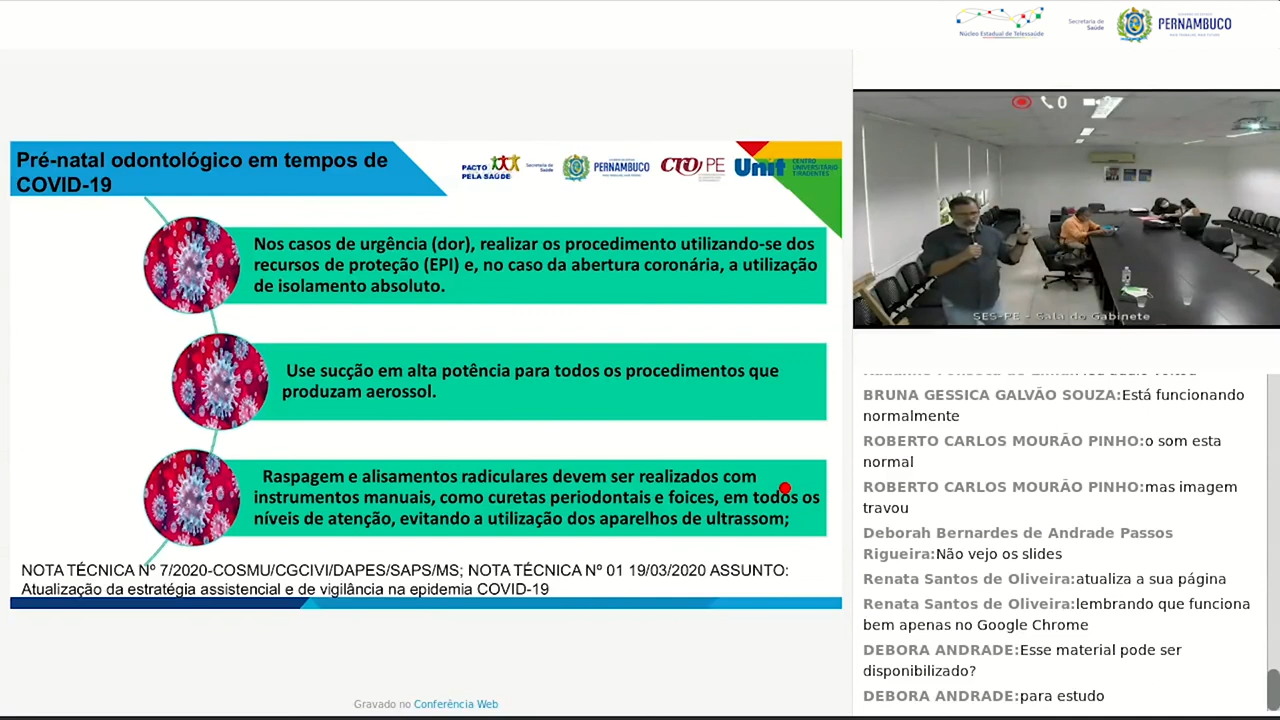 Núcleo Estadual de Telessaúde
Secretaria de
Saúde
PERNAMBUCO
Pré-natal odontológico em tempos de
COVID-19
PACTO
PELA SAÚDE
Secretaria de
Saúde
PERNAMBUCO
CRO PE
Unit
CENTRO
UNIVERSITÁRIO
TIRADENTES
Nos casos de urgência (dor), realizar os procedimento utilizando-se dos
recursos de proteção (EPI) e, no caso da abertura coronária, a utilização
de isolamento absoluto.
Use sucção em alta potência para todos os procedimentos que
produzam aerossol.
Raspagem e alisamentos radiculares devem ser realizados com
instrumentos manuais, como curetas periodontais e foices, em todos os
níveis de atenção, evitando a utilização dos aparelhos de ultrassom;
NOTA TÉCNICA Nº 7/2020-COSMU/CGCIVI/DAPES/SAPS/MS; NOTA TÉCNICA Nº 01 19/03/2020 ASSUNTO:
Atualização da estratégia assistencial e de vigilância na epidemia COVID-19
Gravado no Conferência Web
0
SES-PE - Sala do Gabinete
BRUNA GESSICA GALVÃO SOUZA:Está funcionando
normalmente
ROBERTO CARLOS MOURÃO PINHO:o som esta
normal
ROBERTO CARLOS MOURÃO PINHO:mas imagem
travou
Deborah Bernardes de Andrade Passos
Rigueira:Não vejo os slides
Renata Santos de Oliveira:atualiza a sua página
Renata Santos de Oliveira:lembrando que funciona
bem apenas no Google Chrome
DEBORA ANDRADE:Esse material pode ser
disponibilizado?
DEBORA ANDRADE:para estudo